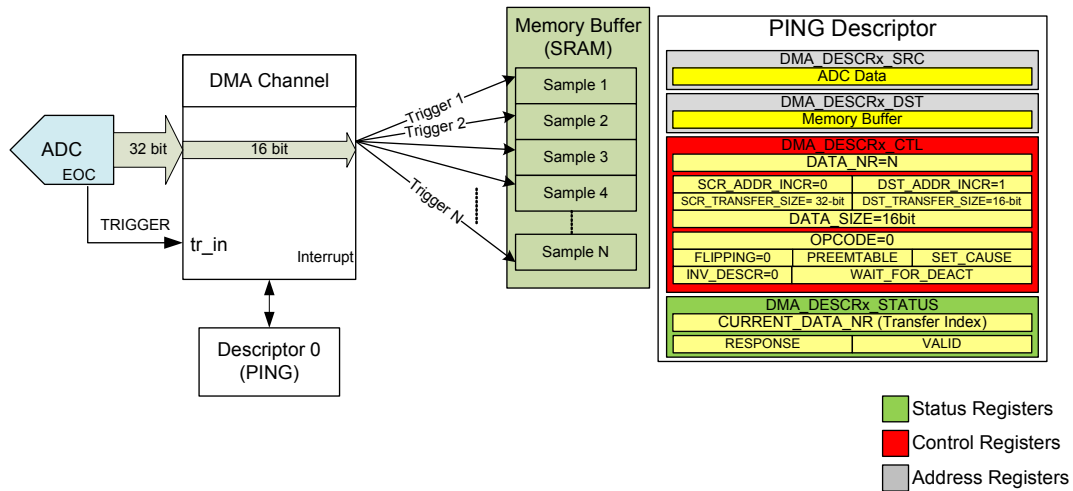 ADC
EOC
TRIGGER
32 bit
DMA Channel
16 bit
tr_in
Interrupt
Descriptor 0
(PING)
Trigger 1
Trigger 2
Trigger N
Memory Buffer
(SRAM)
Sample 1
Sample 2
Sample 3
Sample 4
Sample N
PING Descriptor
DMA_DESCRx_SRC
ADC Data
DMA_DESCRx_DST
Memory Buffer
DMA_DESCRx_CTL
DATA_NR=N
SCR_ADDR_INCR=0 DST_ADDR_INCR=1
SCR_TRANSFER_SIZE= 32-bit DST_TRANSFER_SIZE=16-bit
DATA_SIZE=16bit
OPCODE=0
FLIPPING=0 PREEMTABLE SET_CAUSE
INV_DESCR=0 WAIT_FOR_DEACT
DMA_DESCRx_STATUS
CURRENT_DATA_NR (Transfer Index)
RESPONSE VALID
Status Registers
Control Registers
Address Registers